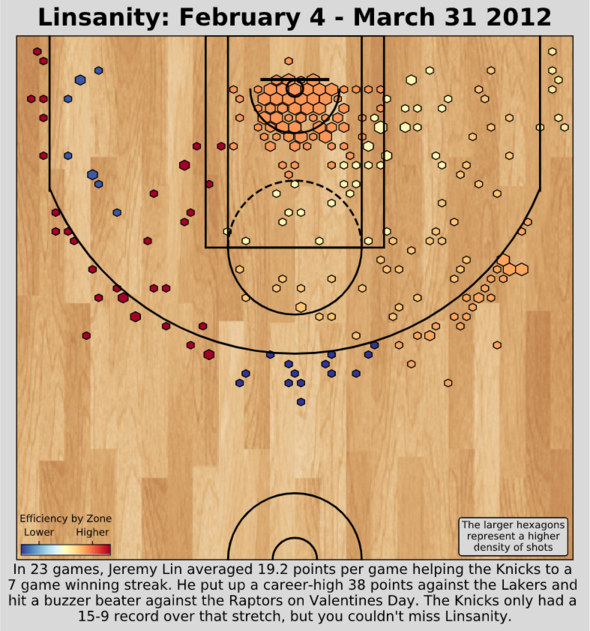 Linsanity: February 4 - March 31 2012
Efficiency by Zone
Lower Higher
The larger hexagons
represent a higher
density of shots
In 23 games, Jeremy Lin averaged 19.2 points per game helping the Knicks to a
7 game winning streak. He put up a career-high 38 points against the Lakers and
hit a buzzer beater against the Raptors on Valentines Day. The Knicks only had a
15-9 record over that stretch, but you couldn't miss Linsanity.